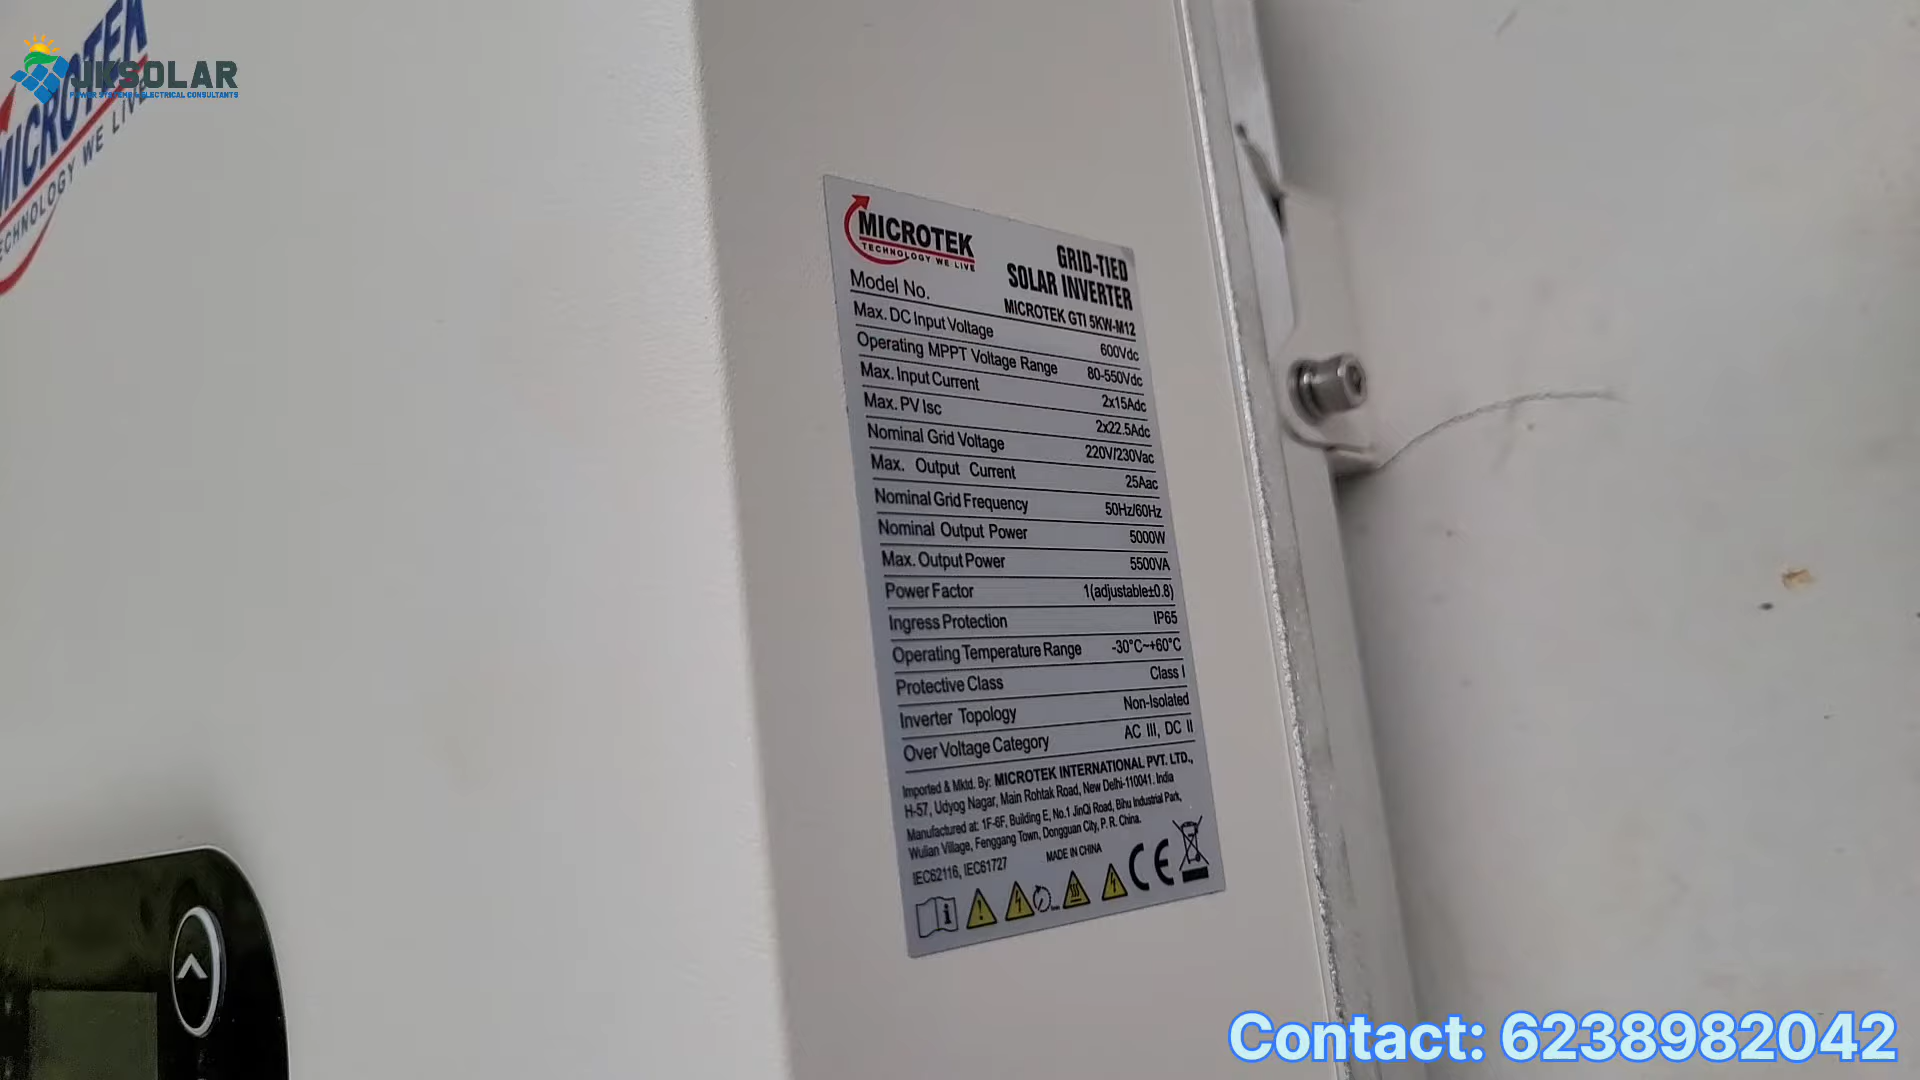 JKSOLAR
POWER SYSTEMS & ELECTRICAL CONSULTANTS
MICROTEK
TECHNOLOGY WE LIVE
MICROTEK
TECHNOLOGY WE LIVE
GRID-TIED
SOLAR INVERTER
Model No. MICROTEK GTI 5KW-M12
Max. DC Input Voltage 600Vdc
Operating MPPT Voltage Range 80-550Vdc
Max. Input Current 2x15Adc
Max. PV Isc 2x22.5Adc
Nominal Grid Voltage 220V/230Vac
Max. Output Current 25Aac
Nominal Grid Frequency 50Hz/60Hz
Nominal Output Power 5000W
Max. Output Power 5500VA
Power Factor 1(adjustable±0.8)
Ingress Protection IP65
Operating Temperature Range -30°C~+60°C
Protective Class Class I
Inverter Topology Non-Isolated
Over Voltage Category AC III, DC II
Imported & Mktd. By: MICROTEK INTERNATIONAL PVT. LTD.,
H-57, Udyog Nagar, Main Rohtak Road, New Delhi-110041. India
Manufactured at: 1F-6F, Building E, No.1 JinQi Road, Bihu Industrial Park,
Wulian Village, Fenggang Town, Dongguan City, P. R. China.
IEC62116, IEC61727 MADE IN CHINA
CE
Contact: 6238982042